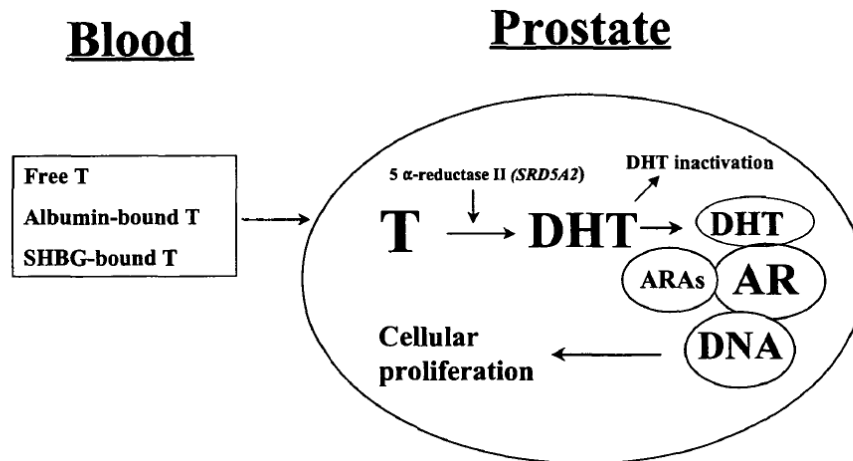 Blood
Prostate
Free T
Albumin-bound T
SHBG-bound T
5 α-reductase II (SRD5A2)
DHT inactivation
T
DHT
DHT
ARAs
AR
DNA
Cellular
proliferation